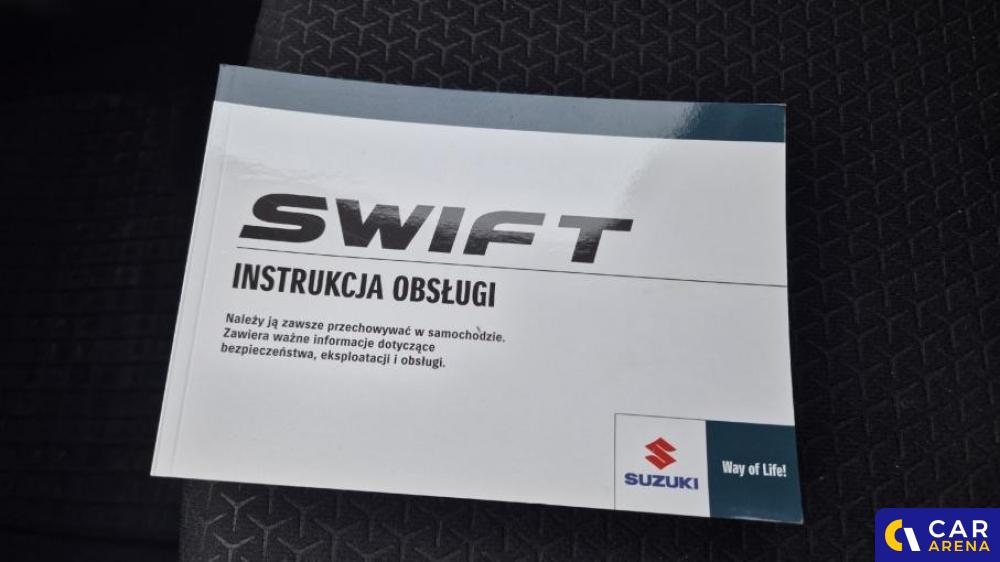 SWIFT
INSTRUKCJA OBSŁUGI
Należy ją zawsze przechowywać w samochodzie.
Zawiera ważne informacje dotyczące
bezpieczeństwa, eksploatacji i obsługi.
SUZUKI
Way of Life!
CAR
ARENA